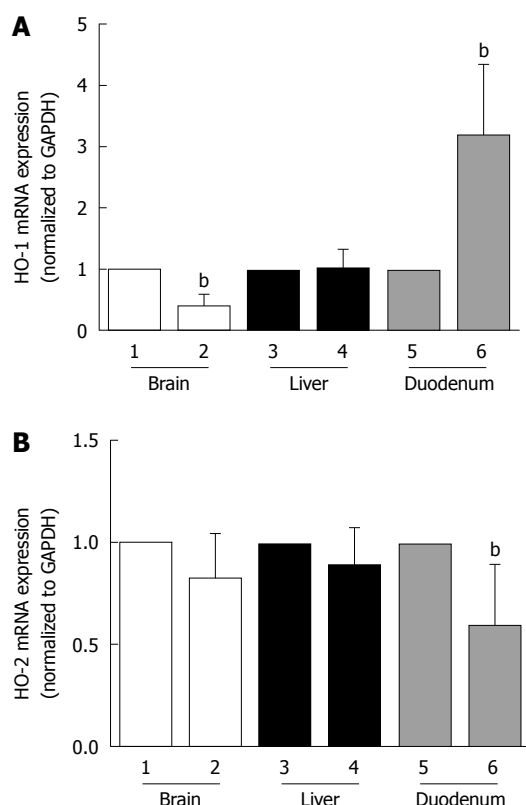 A
HO-1 mRNA expression
(normalized to GAPDH)
5
4
3
2
1
0
b
b
1 2 3 4 5 6
Brain Liver Duodenum
B
HO-2 mRNA expression
(normalized to GAPDH)
1.5
1.0
0.5
0.0
b
1 2 3 4 5 6
Brain Liver Duodenum